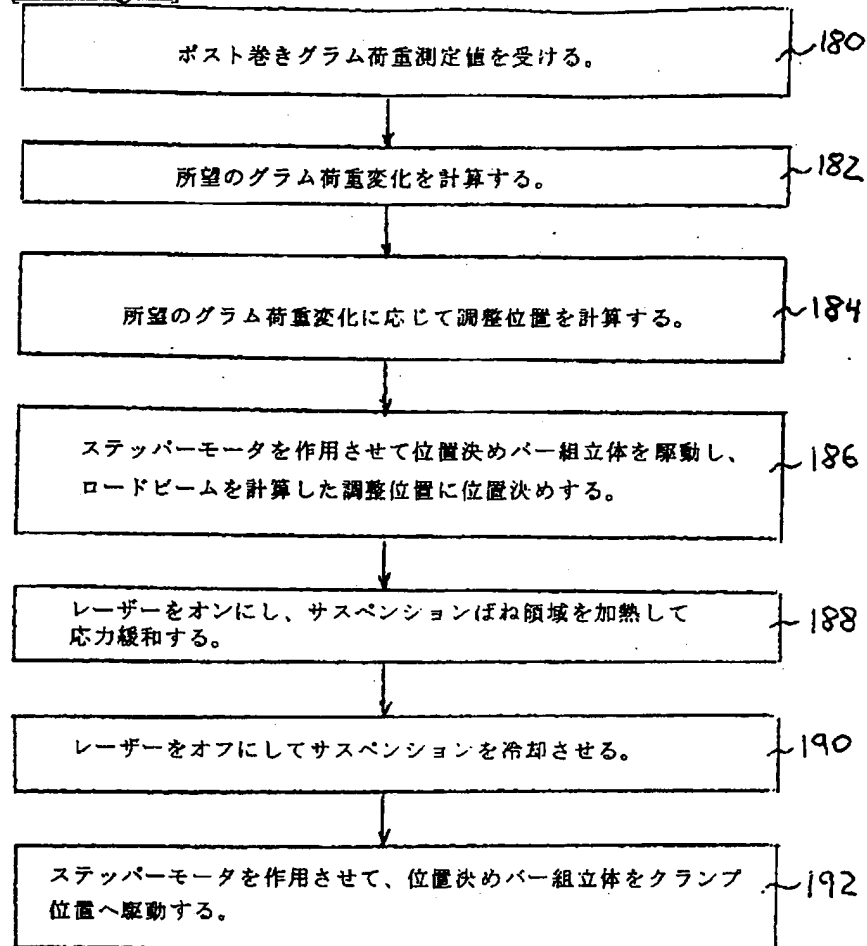 ポスト巻きグラム荷重測定値を受ける。
180
所望のグラム荷重変化を計算する。
182
所望のグラム荷重変化に応じて調整位置を計算する。
184
ステッパーモータを作用させて位置決めバー組立体を駆動し、
ロードビームを計算した調整位置に位置決めする。
186
レーザーをオンにし、サスペンションばね領域を加熱して
応力緩和する。
188
レーザーをオフにしてサスペンションを冷却させる。
190
ステッパーモータを作用させて、位置決めバー組立体をクランプ
位置へ駆動する。
192